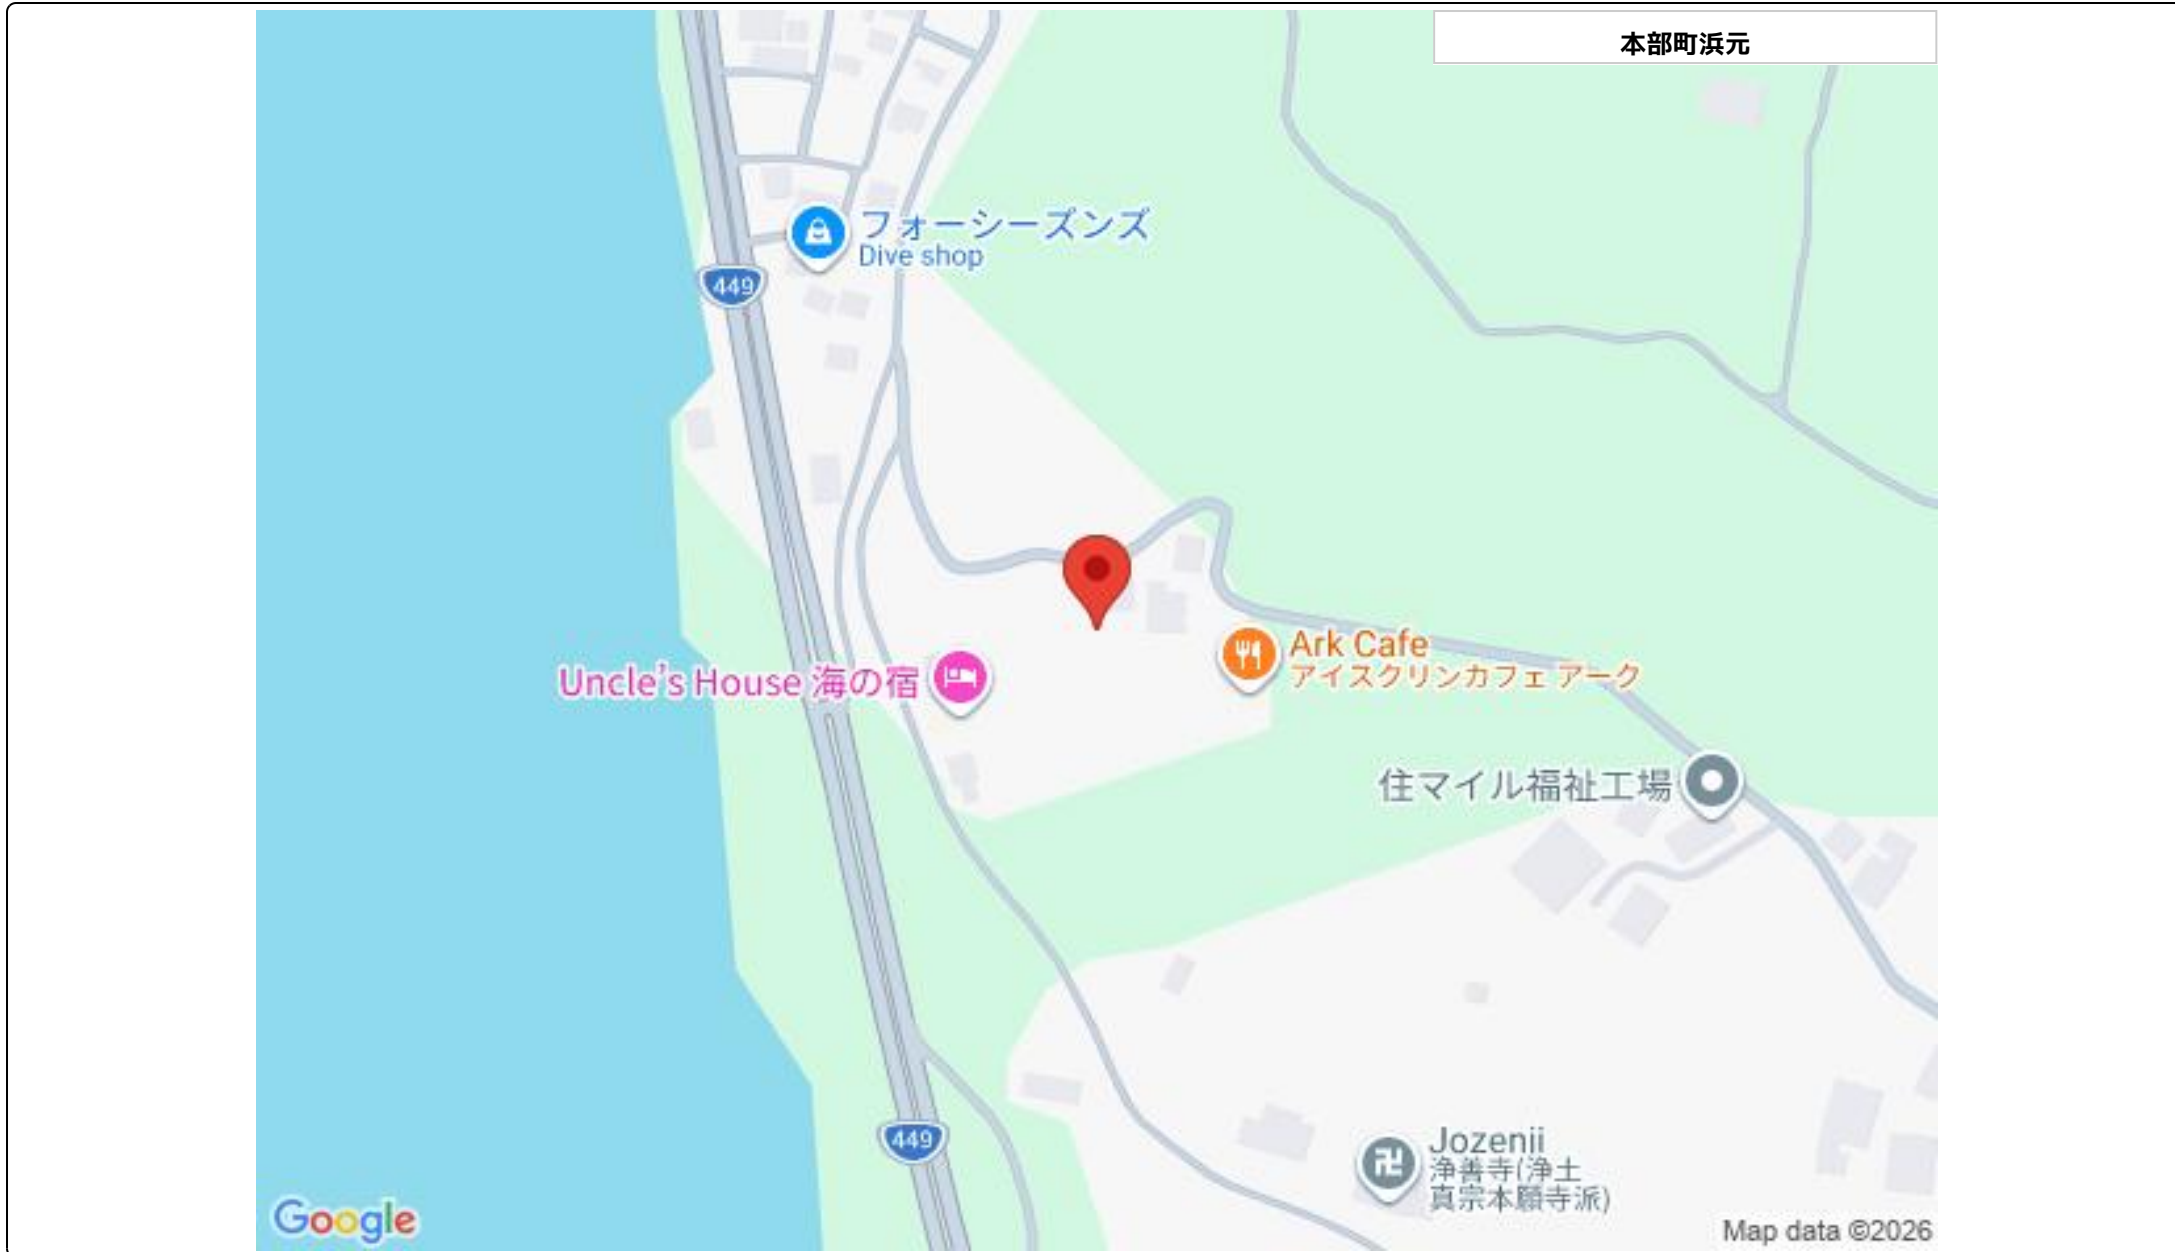 本部町浜元
フォーシーズンズ
Dive shop
449
Ark Cafe
アイスクリンカフェ アーク
Uncle's House 海の宿
住マイル福祉工場
449
Jozenji
浄善寺(浄土
真宗本願寺派)
Google
Map data ©2026